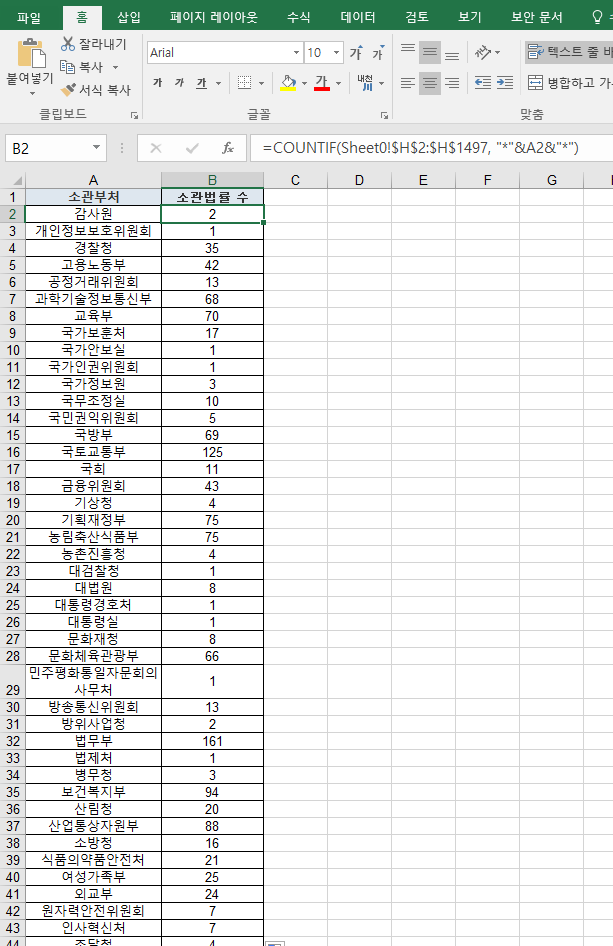 파일 홈 삽입 페이지 레이아웃 수식 데이터 검토 보기 보안 문서
붙여넣기
잘라내기
복사
서식 복사
클립보드
Arial 10 가 가
가 가 가 가 내천
글꼴
텍스트 줄 바
병합하고 가
맞춤
B2 fx =COUNTIF(Sheet0!$H$2:$H$1497, "*"&A2&"*")
A B C D E F G
1 소관부처 소관법률 수
2 감사원 2
3 개인정보보호위원회 1
4 경찰청 35
5 고용노동부 42
6 공정거래위원회 13
7 과학기술정보통신부 68
8 교육부 70
9 국가보훈처 17
10 국가안보실 1
11 국가인권위원회 1
12 국가정보원 3
13 국무조정실 10
14 국민권익위원회 5
15 국방부 69
16 국토교통부 125
17 국회 11
18 금융위원회 43
19 기상청 4
20 기획재정부 75
21 농림축산식품부 75
22 농촌진흥청 4
23 대검찰청 1
24 대법원 8
25 대통령경호처 1
26 대통령실 1
27 문화재청 8
28 문화체육관광부 66
민주평화통일자문회의
29 사무처 1
30 방송통신위원회 13
31 방위사업청 2
32 법무부 161
33 법제처 1
34 병무청 3
35 보건복지부 94
36 산림청 20
37 산업통상자원부 88
38 소방청 16
39 식품의약품안전처 21
40 여성가족부 25
41 외교부 24
42 원자력안전위원회 7
43 인사혁신처 7
44 조달청 4